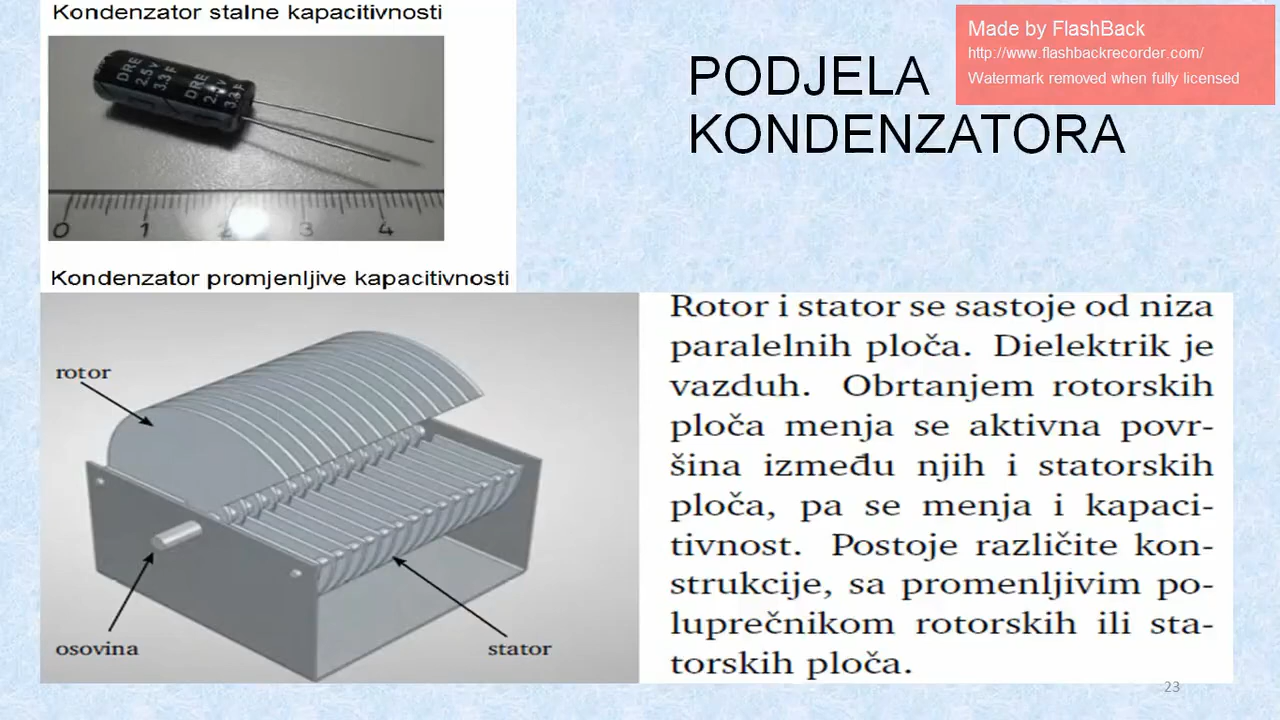 Kondenzator stalne kapacitivnosti
DRE
2.5V
3.3F
DRE
3.3F
0 1 2 3 4
PODJELA
KONDENZATORA
Made by FlashBack
http://www.flashbackrecorder.com/
Watermark removed when fully licensed
Kondenzator promjenljive kapacitivnosti
rotor
osovina
stator
Rotor i stator se sastoje od niza
paralelnih ploča. Dielektrik je
vazduh. Obrtanjem rotorskih
ploča menja se aktivna povr-
šina između njih i statorskih
ploča, pa se menja i kapaci-
tivnost. Postoje različite kon-
strukcije, sa promenljivim po-
luprečnikom rotorskih ili sta-
torskih ploča.
23